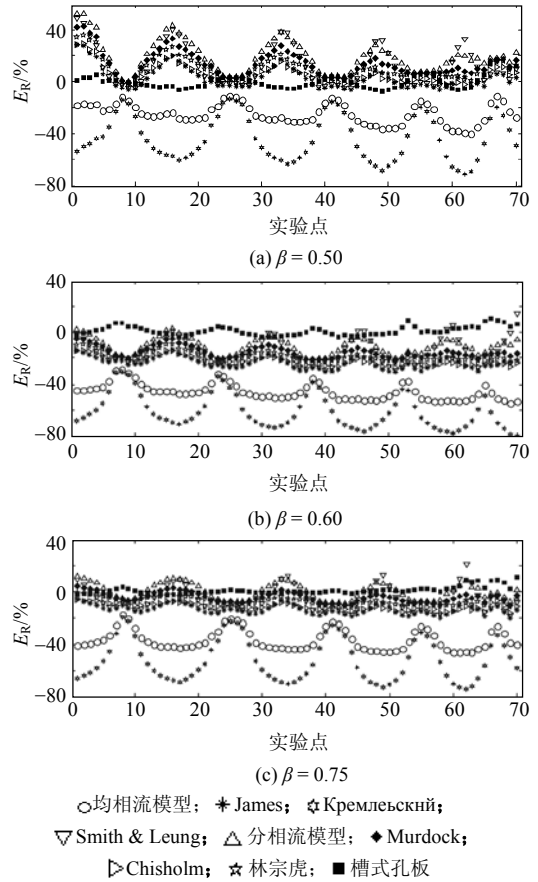 60
40
0
−40
−80
0 10 20 30 40 50 60 70
E_R/%
实验点
(a) β = 0.50
40
0
−40
−80
0 10 20 30 40 50 60 70
E_R/%
实验点
(b) β = 0.60
40
0
−40
−80
0 10 20 30 40 50 60 70
E_R/%
实验点
(c) β = 0.75
○均相流模型； ✳James； ✡Кремлеьскнй；
▽Smith & Leung； △分相流模型； ◆Murdock；
▷Chisholm； ☆林宗虎； ■槽式孔板